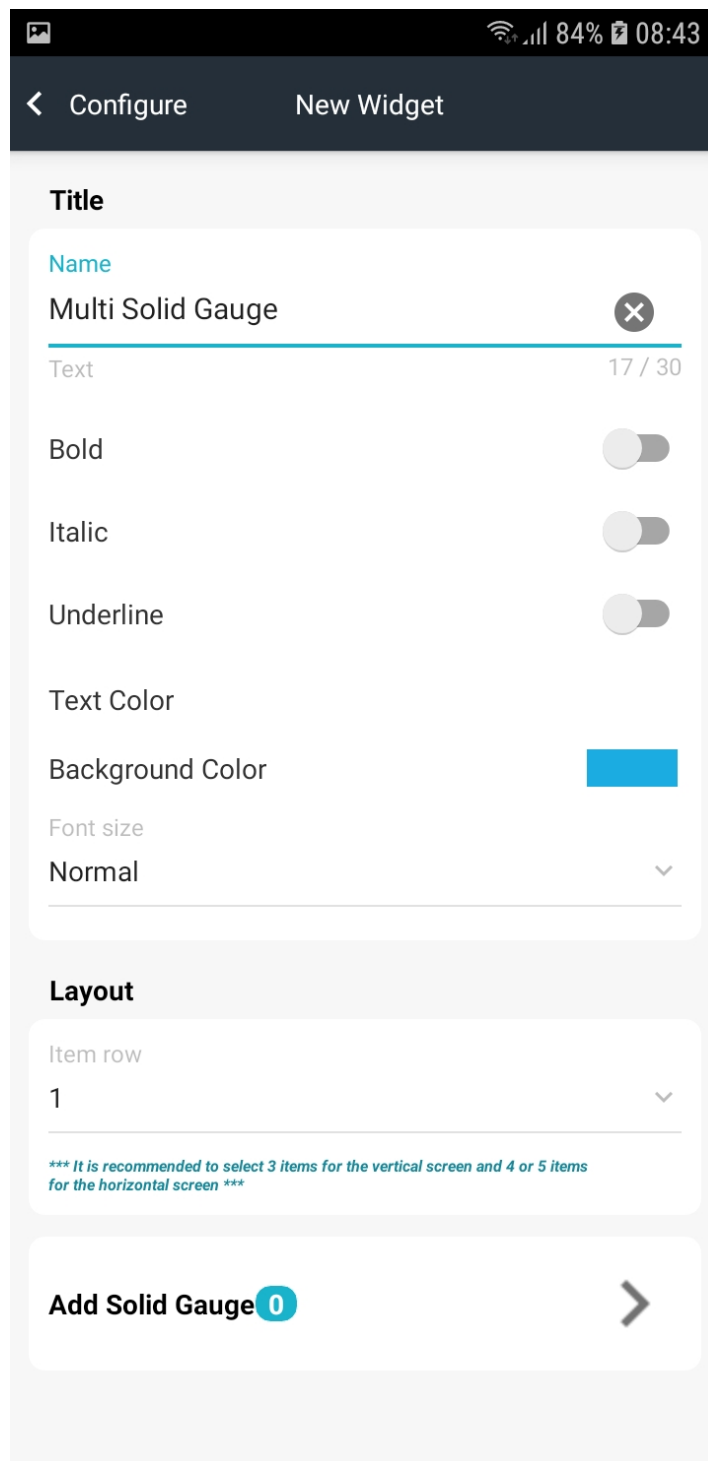 84% 08:43
Configure New Widget
Title
Name
Multi Solid Gauge
Text 17 / 30
Bold
Italic
Underline
Text Color
Background Color
Font size
Normal
Layout
Item row
1
*** It is recommended to select 3 items for the vertical screen and 4 or 5 items
for the horizontal screen ***
Add Solid Gauge 0